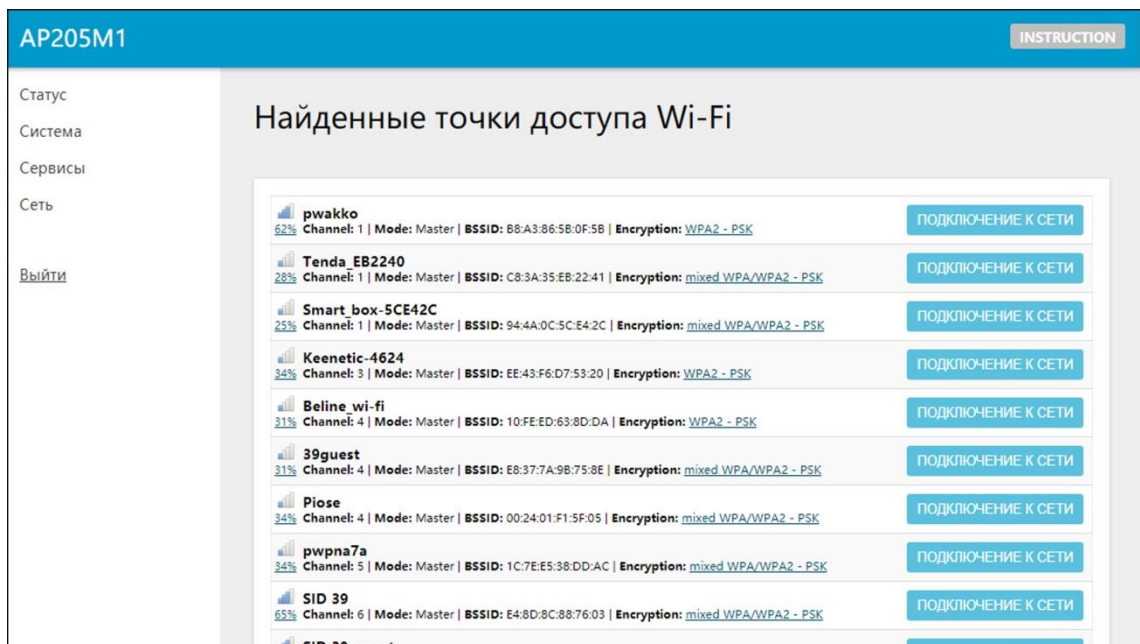 AP205M1
INSTRUCTION
Статус
Система
Сервисы
Сеть
Выйти
Найденные точки доступа Wi-Fi
pwakko
62% Channel: 1 | Mode: Master | BSSID: B8:A3:86:5B:0F:5B | Encryption: WPA2 - PSK
ПОДКЛЮЧЕНИЕ К СЕТИ
Tenda_EB2240
28% Channel: 1 | Mode: Master | BSSID: C8:3A:35:EB:22:41 | Encryption: mixed WPA/WPA2 - PSK
ПОДКЛЮЧЕНИЕ К СЕТИ
Smart_box-5CE42C
25% Channel: 1 | Mode: Master | BSSID: 94:4A:0C:5C:E4:2C | Encryption: mixed WPA/WPA2 - PSK
ПОДКЛЮЧЕНИЕ К СЕТИ
Keenetic-4624
34% Channel: 3 | Mode: Master | BSSID: EE:43:F6:D7:53:20 | Encryption: WPA2 - PSK
ПОДКЛЮЧЕНИЕ К СЕТИ
Beline_wi-fi
31% Channel: 4 | Mode: Master | BSSID: 10:FE:ED:63:8D:DA | Encryption: WPA2 - PSK
ПОДКЛЮЧЕНИЕ К СЕТИ
39guest
31% Channel: 4 | Mode: Master | BSSID: E8:37:7A:9B:75:8E | Encryption: mixed WPA/WPA2 - PSK
ПОДКЛЮЧЕНИЕ К СЕТИ
Piose
34% Channel: 4 | Mode: Master | BSSID: 00:24:01:F1:5F:05 | Encryption: mixed WPA/WPA2 - PSK
ПОДКЛЮЧЕНИЕ К СЕТИ
pwpna7a
34% Channel: 5 | Mode: Master | BSSID: 1C:7E:E5:38:DD:AC | Encryption: mixed WPA/WPA2 - PSK
ПОДКЛЮЧЕНИЕ К СЕТИ
SID 39
65% Channel: 6 | Mode: Master | BSSID: E4:8D:8C:88:76:03 | Encryption: mixed WPA/WPA2 - PSK
ПОДКЛЮЧЕНИЕ К СЕТИ